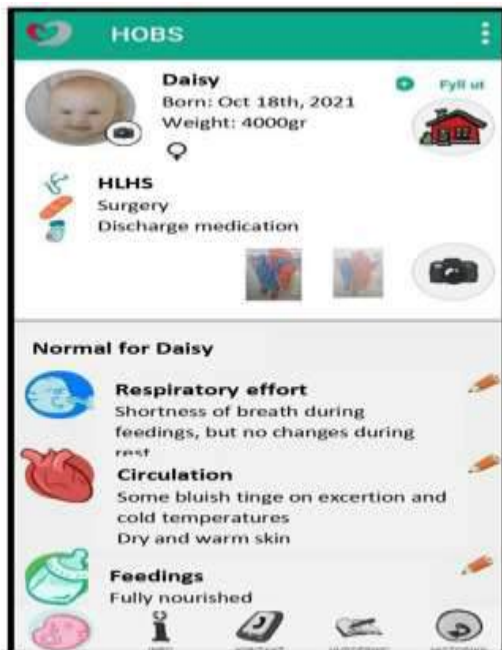 HOBS
Daisy
Born: Oct 18th, 2021
Weight: 4000gr
Fyll ut
HLHS
Surgery
Discharge medication
Normal for Daisy
Respiratory effort
Shortness of breath during
feedings, but no changes during
rest
Circulation
Some bluish tinge on excertion and
cold temperatures
Dry and warm skin
Feedings
Fully nourished